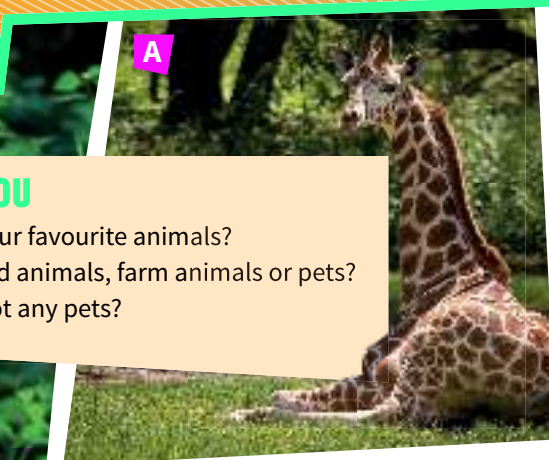 A
OU
ur favourite animals?
d animals, farm animals or pets?
ot any pets?